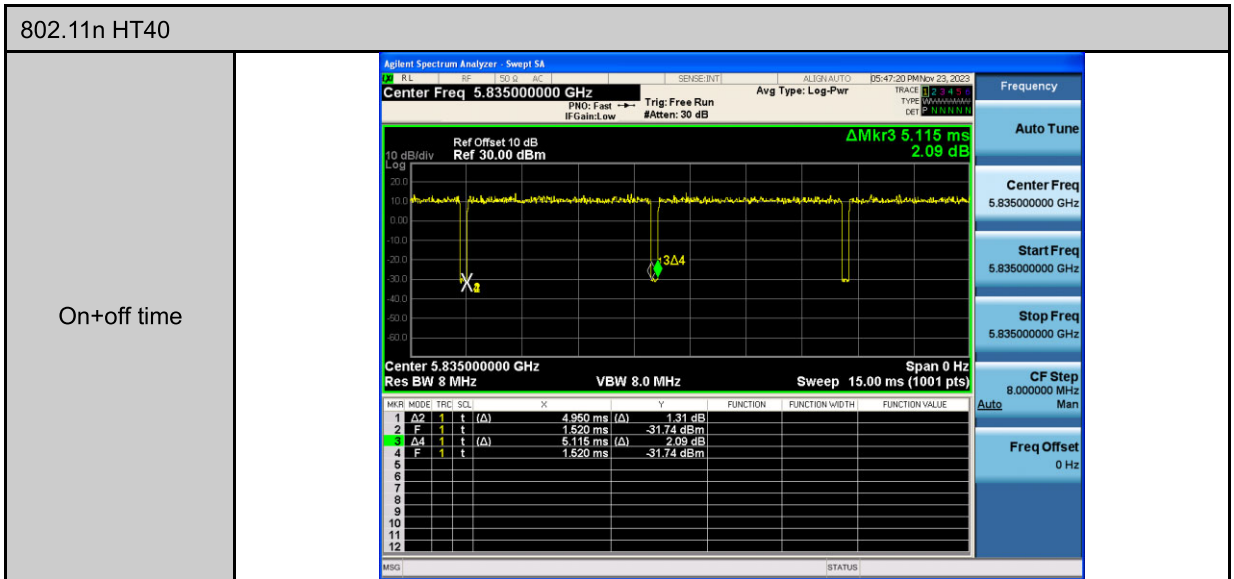 802.11n HT40
On+off time
Agilent Spectrum Analyzer - Swept SA
LXI RL RF 50 Ω AC SENSE:INT ALIGN AUTO 05:47:20 PM Nov 23, 2023
Center Freq 5.835000000 GHz
PNO: Fast
IFGain:Low
Trig: Free Run
#Atten: 30 dB
Avg Type: Log-Pwr
TRACE 1 2 3 4 5 6
TYPE
DET P N N N N N
ΔMkr3 5.115 ms
2.09 dB
Ref Offset 10 dB
10 dB/div Ref 30.00 dBm
Log
20.0
10.0
0.00
-10.0
-20.0
-30.0
-40.0
-50.0
-60.0
3Δ4
Center 5.835000000 GHz Span 0 Hz
Res BW 8 MHz VBW 8.0 MHz Sweep 15.00 ms (1001 pts)
MKR MODE TRC SCL X Y FUNCTION FUNCTION WIDTH FUNCTION VALUE
1 Δ2 1 t (Δ) 4.950 ms (Δ) 1.31 dB
2 F 1 t 1.520 ms -31.74 dBm
3 Δ4 1 t (Δ) 5.115 ms (Δ) 2.09 dB
4 F 1 t 1.520 ms -31.74 dBm
5
6
7
8
9
10
11
12
MSG STATUS
Frequency
Auto Tune
Center Freq
5.835000000 GHz
Start Freq
5.835000000 GHz
Stop Freq
5.835000000 GHz
CF Step
8.000000 MHz
Auto Man
Freq Offset
0 Hz